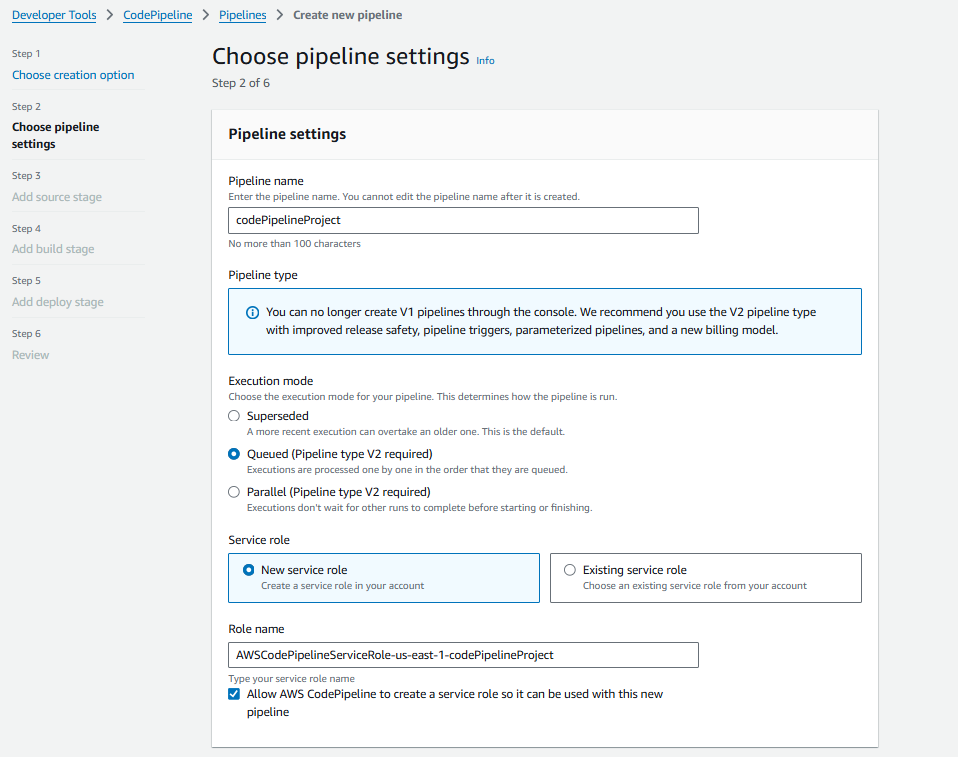 Developer Tools > CodePipeline > Pipelines > Create new pipeline
Step 1
Choose creation option
Step 2
Choose pipeline
settings
Step 3
Add source stage
Step 4
Add build stage
Step 5
Add deploy stage
Step 6
Review
Choose pipeline settings Info
Step 2 of 6
Pipeline settings
Pipeline name
Enter the pipeline name. You cannot edit the pipeline name after it is created.
codePipelineProject
No more than 100 characters
Pipeline type
You can no longer create V1 pipelines through the console. We recommend you use the V2 pipeline type
with improved release safety, pipeline triggers, parameterized pipelines, and a new billing model.
Execution mode
Choose the execution mode for your pipeline. This determines how the pipeline is run.
Superseded
A more recent execution can overtake an older one. This is the default.
Queued (Pipeline type V2 required)
Executions are processed one by one in the order that they are queued.
Parallel (Pipeline type V2 required)
Executions don't wait for other runs to complete before starting or finishing.
Service role
New service role
Create a service role in your account
Existing service role
Choose an existing service role from your account
Role name
AWSCodePipelineServiceRole-us-east-1-codePipelineProject
Type your service role name
Allow AWS CodePipeline to create a service role so it can be used with this new
pipeline